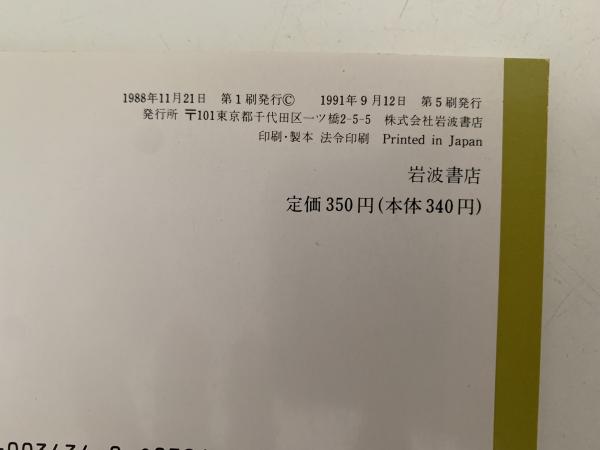 1988年11月21日 第1刷発行© 1991年9月12日 第5刷発行
発行所 〒101東京都千代田区一ツ橋2-5-5 株式会社岩波書店
印刷・製本 法令印刷 Printed in Japan
岩波書店
定価350円(本体340円)